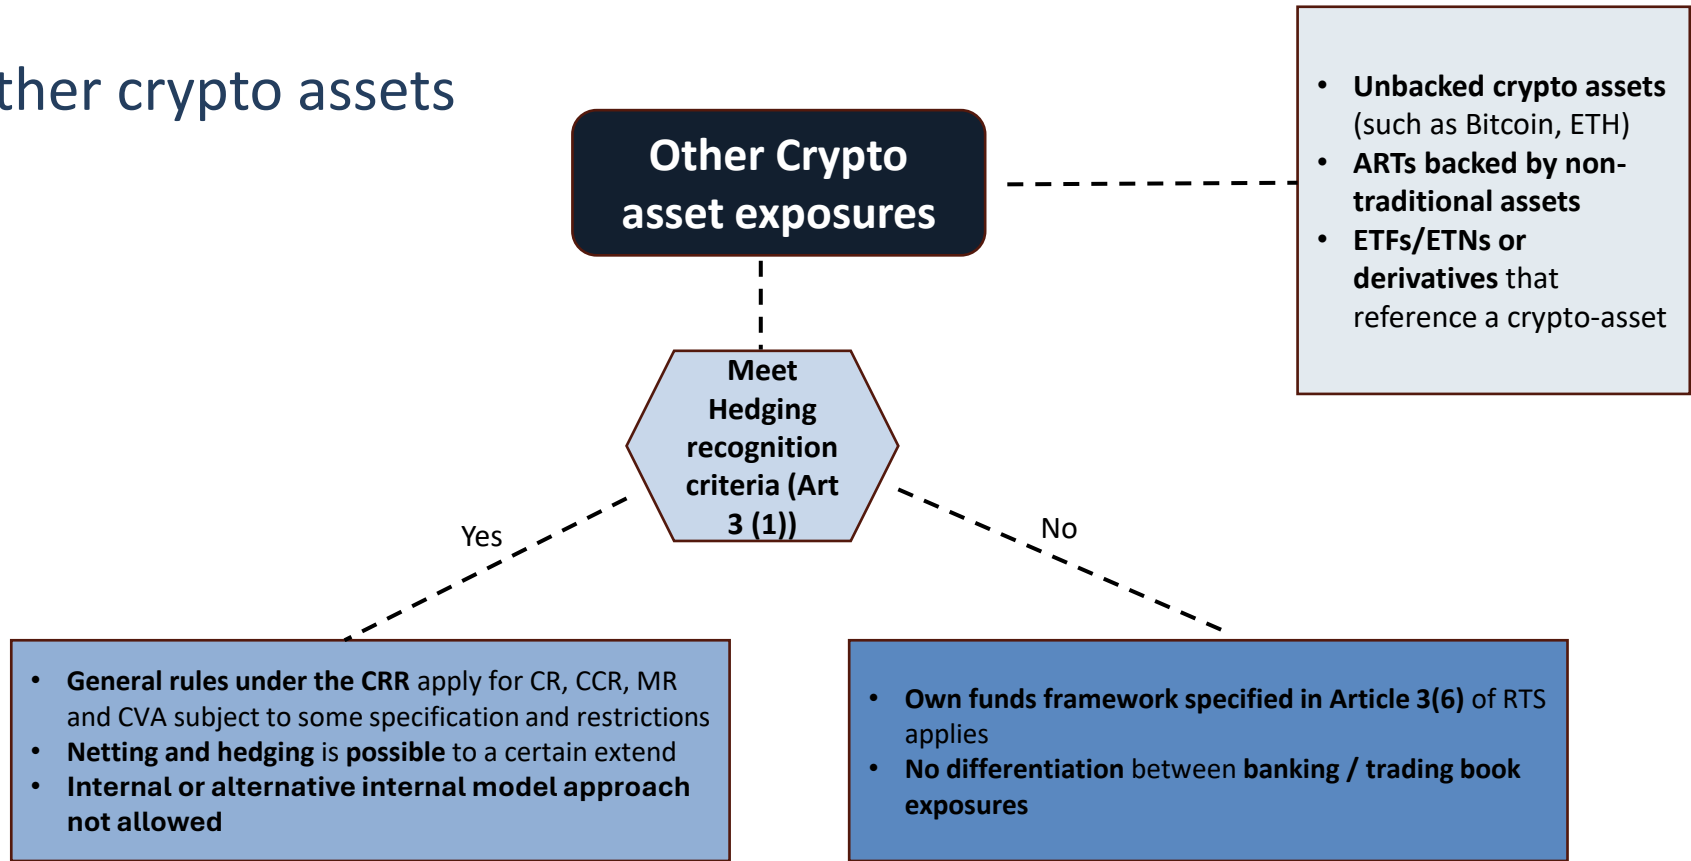 ther crypto assets
Other Crypto
asset exposures
• Unbacked crypto assets
(such as Bitcoin, ETH)
• ARTs backed by non-
traditional assets
• ETFs/ETNs or
derivatives that
reference a crypto-asset
Meet
Hedging
recognition
criteria (Art
3 (1))
Yes
No
• General rules under the CRR apply for CR, CCR, MR
and CVA subject to some specification and restrictions
• Netting and hedging is possible to a certain extend
• Internal or alternative internal model approach
not allowed
• Own funds framework specified in Article 3(6) of RTS
applies
• No differentiation between banking / trading book
exposures